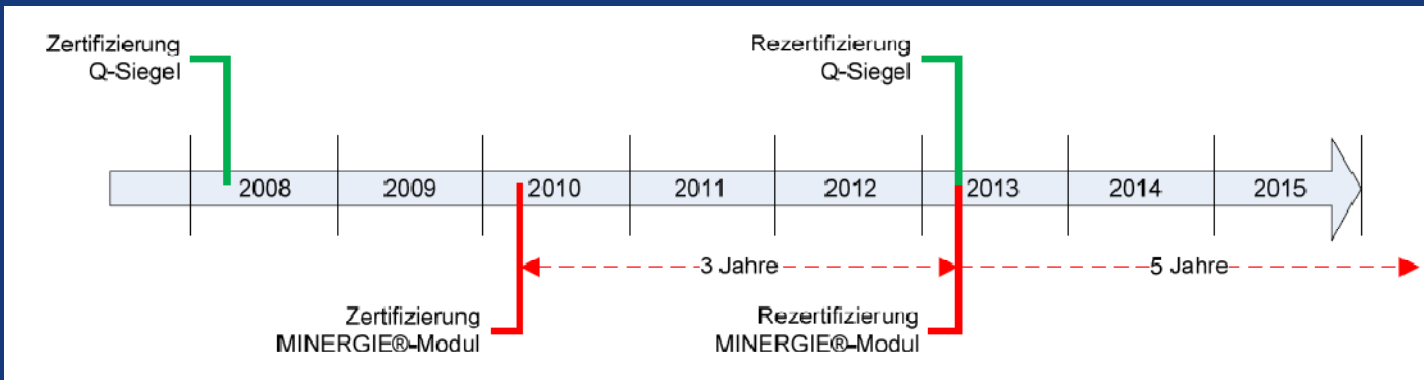 Zertifizierung
Q-Siegel
Rezertifizierung
Q-Siegel
2008 2009 2010 2011 2012 2013 2014 2015
3 Jahre 5 Jahre
Zertifizierung
MINERGIE®-Modul
Rezertifizierung
MINERGIE®-Modul